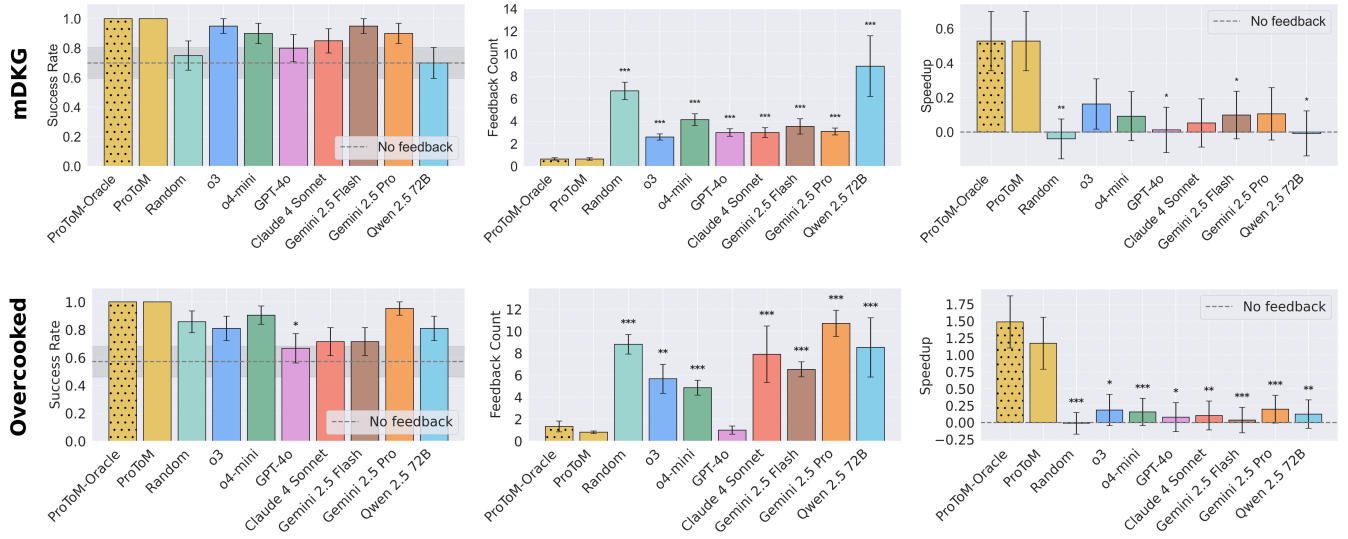 mDKG
Success Rate
1.0
0.8
0.6
0.4
0.2
0.0
No feedback
ProToM-Oracle
ProToM
Random
o3
o4-mini
GPT-4o
Claude 4 Sonnet
Gemini 2.5 Flash
Gemini 2.5 Pro
Qwen 2.5 72B
Feedback Count
14
12
10
8
6
4
2
0
***
***
***
***
***
***
***
***
ProToM-Oracle
ProToM
Random
o3
o4-mini
GPT-4o
Claude 4 Sonnet
Gemini 2.5 Flash
Gemini 2.5 Pro
Qwen 2.5 72B
Speedup
0.6
0.4
0.2
0.0
No feedback
**
*
*
*
ProToM-Oracle
ProToM
Random
o3
o4-mini
GPT-4o
Claude 4 Sonnet
Gemini 2.5 Flash
Gemini 2.5 Pro
Qwen 2.5 72B
Overcooked
Success Rate
1.0
0.8
0.6
0.4
0.2
0.0
*
No feedback
ProToM-Oracle
ProToM
Random
o3
o4-mini
GPT-4o
Claude 4 Sonnet
Gemini 2.5 Flash
Gemini 2.5 Pro
Qwen 2.5 72B
Feedback Count
12
10
8
6
4
2
0
***
**
***
***
***
***
***
ProToM-Oracle
ProToM
Random
o3
o4-mini
GPT-4o
Claude 4 Sonnet
Gemini 2.5 Flash
Gemini 2.5 Pro
Qwen 2.5 72B
Speedup
1.75
1.50
1.25
1.00
0.75
0.50
0.25
0.00
−0.25
No feedback
***
*
***
*
**
***
***
**
ProToM-Oracle
ProToM
Random
o3
o4-mini
GPT-4o
Claude 4 Sonnet
Gemini 2.5 Flash
Gemini 2.5 Pro
Qwen 2.5 72B